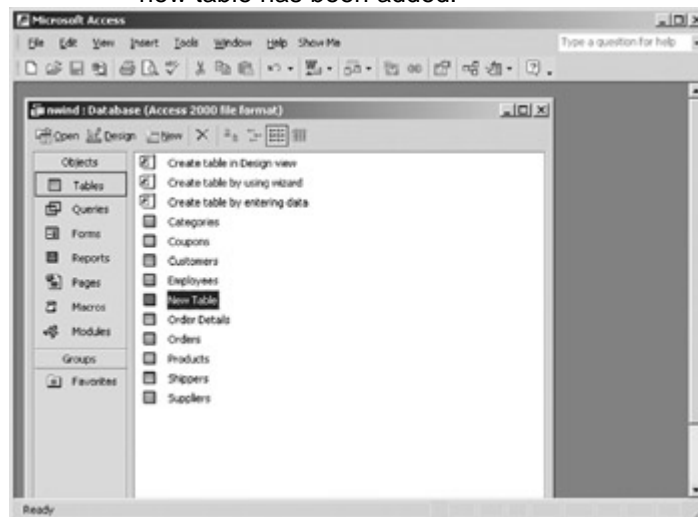 new table has been added.
Microsoft Access
File Edit View Insert Tools Window Help Show Me
Type a question for help
nwind : Database (Access 2000 file format)
Open Design New
Objects
Tables
Queries
Forms
Reports
Pages
Macros
Modules
Groups
Favorites
Create table in Design view
Create table by using wizard
Create table by entering data
Categories
Coupons
Customers
Employees
New Table
Order Details
Orders
Products
Shippers
Suppliers
Ready